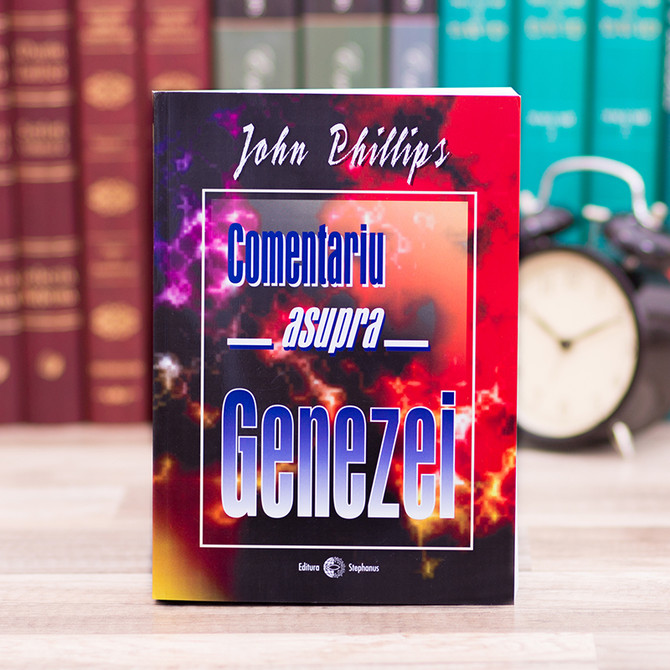 John Phillips
Comentariu
asupra
Genezei
Editura Stephanus